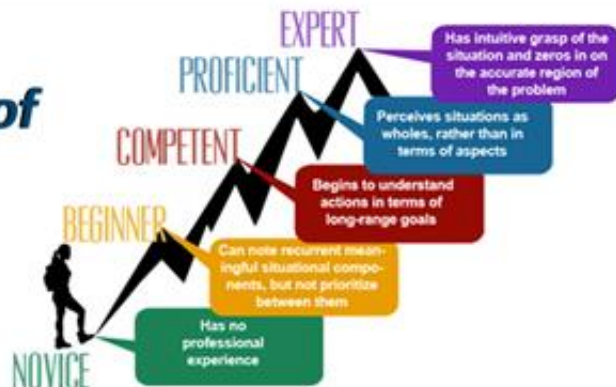 of
EXPERT
Has intuitive grasp of the
situation and zeros in on
the accurate region of
the problem
PROFICIENT
Perceives situations as
wholes, rather than in
terms of aspects
COMPETENT
Begins to understand
actions in terms of
long-range goals
BEGINNER
Can note recurrent mean-
ingful situational compo-
nents, but not prioritize
between them
NOVICE
Has no
professional
experience